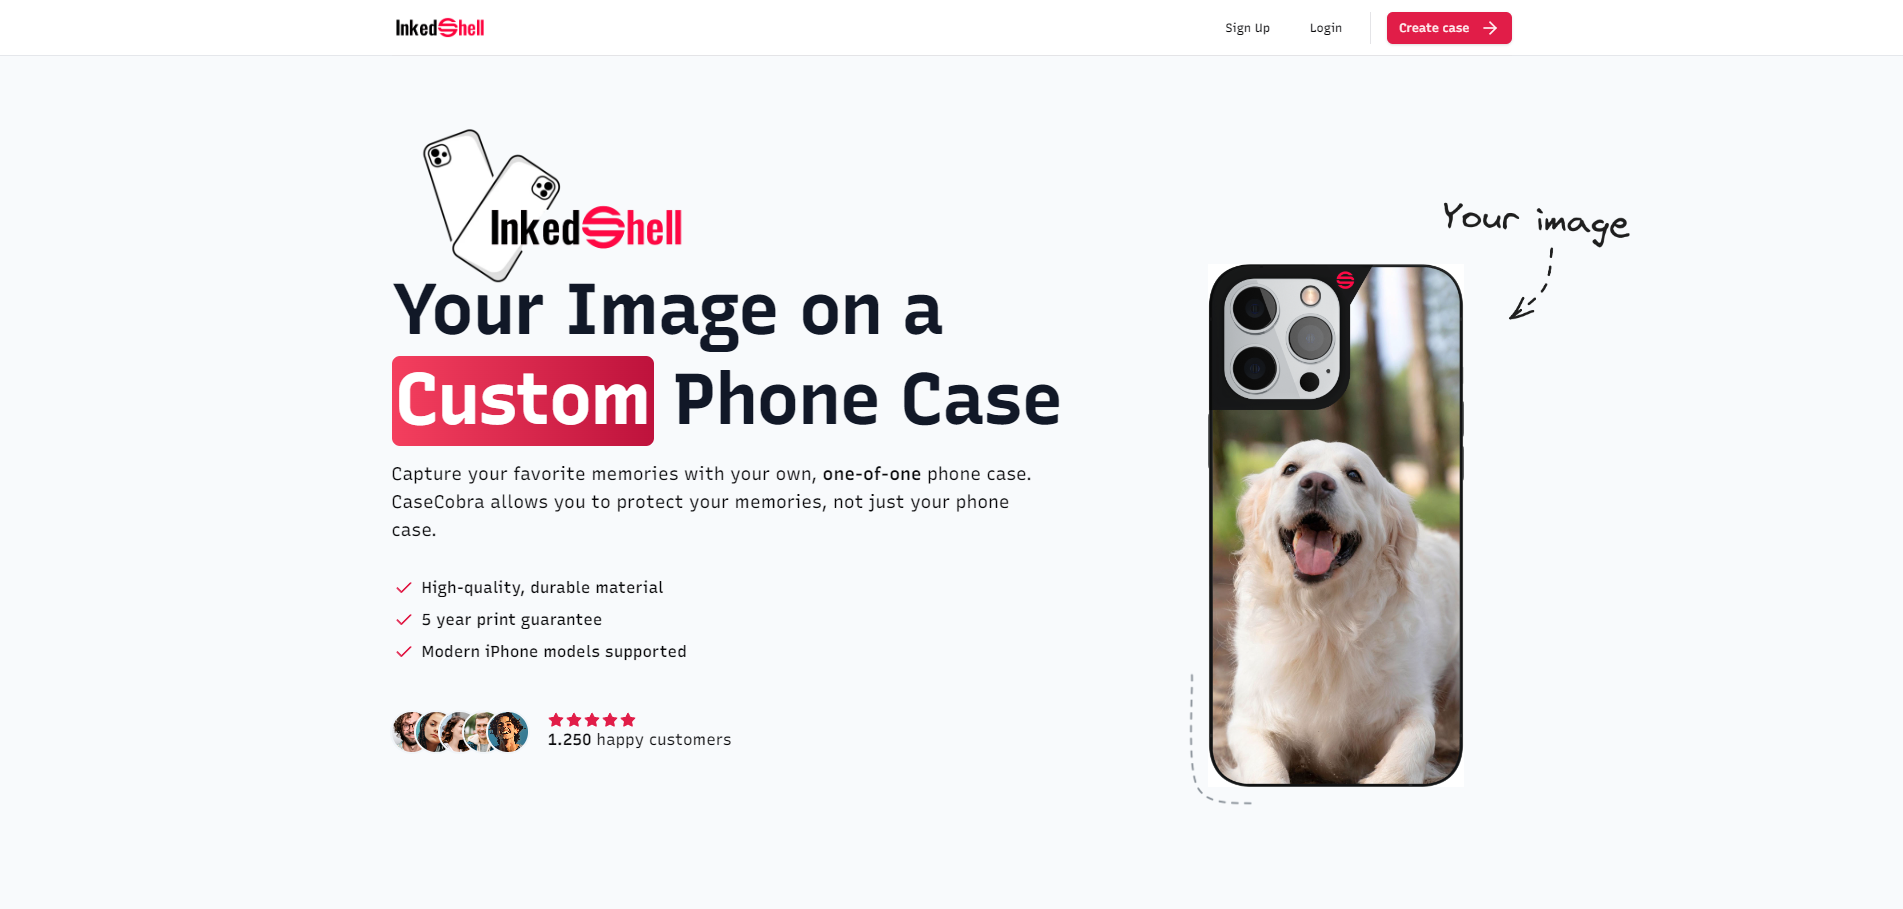 InkedShell
Sign Up
Login
Create case
InkedShell
Your Image on a
Custom Phone Case
Capture your favorite memories with your own, one-of-one phone case.
CaseCobra allows you to protect your memories, not just your phone
case.
High-quality, durable material
5 year print guarantee
Modern iPhone models supported
1.250 happy customers
Your image